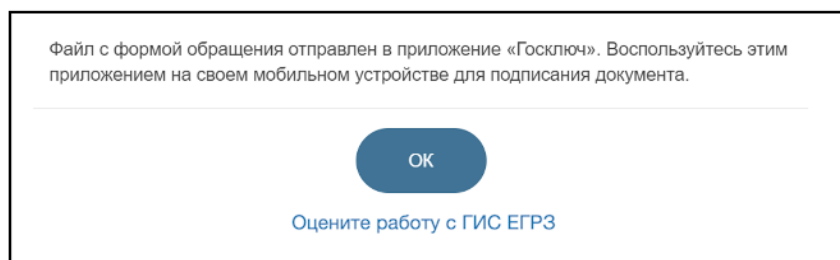 Файл с формой обращения отправлен в приложение «Госключ». Воспользуйтесь этим
приложением на своем мобильном устройстве для подписания документа.
ОК
Оцените работу с ГИС ЕГРЗ